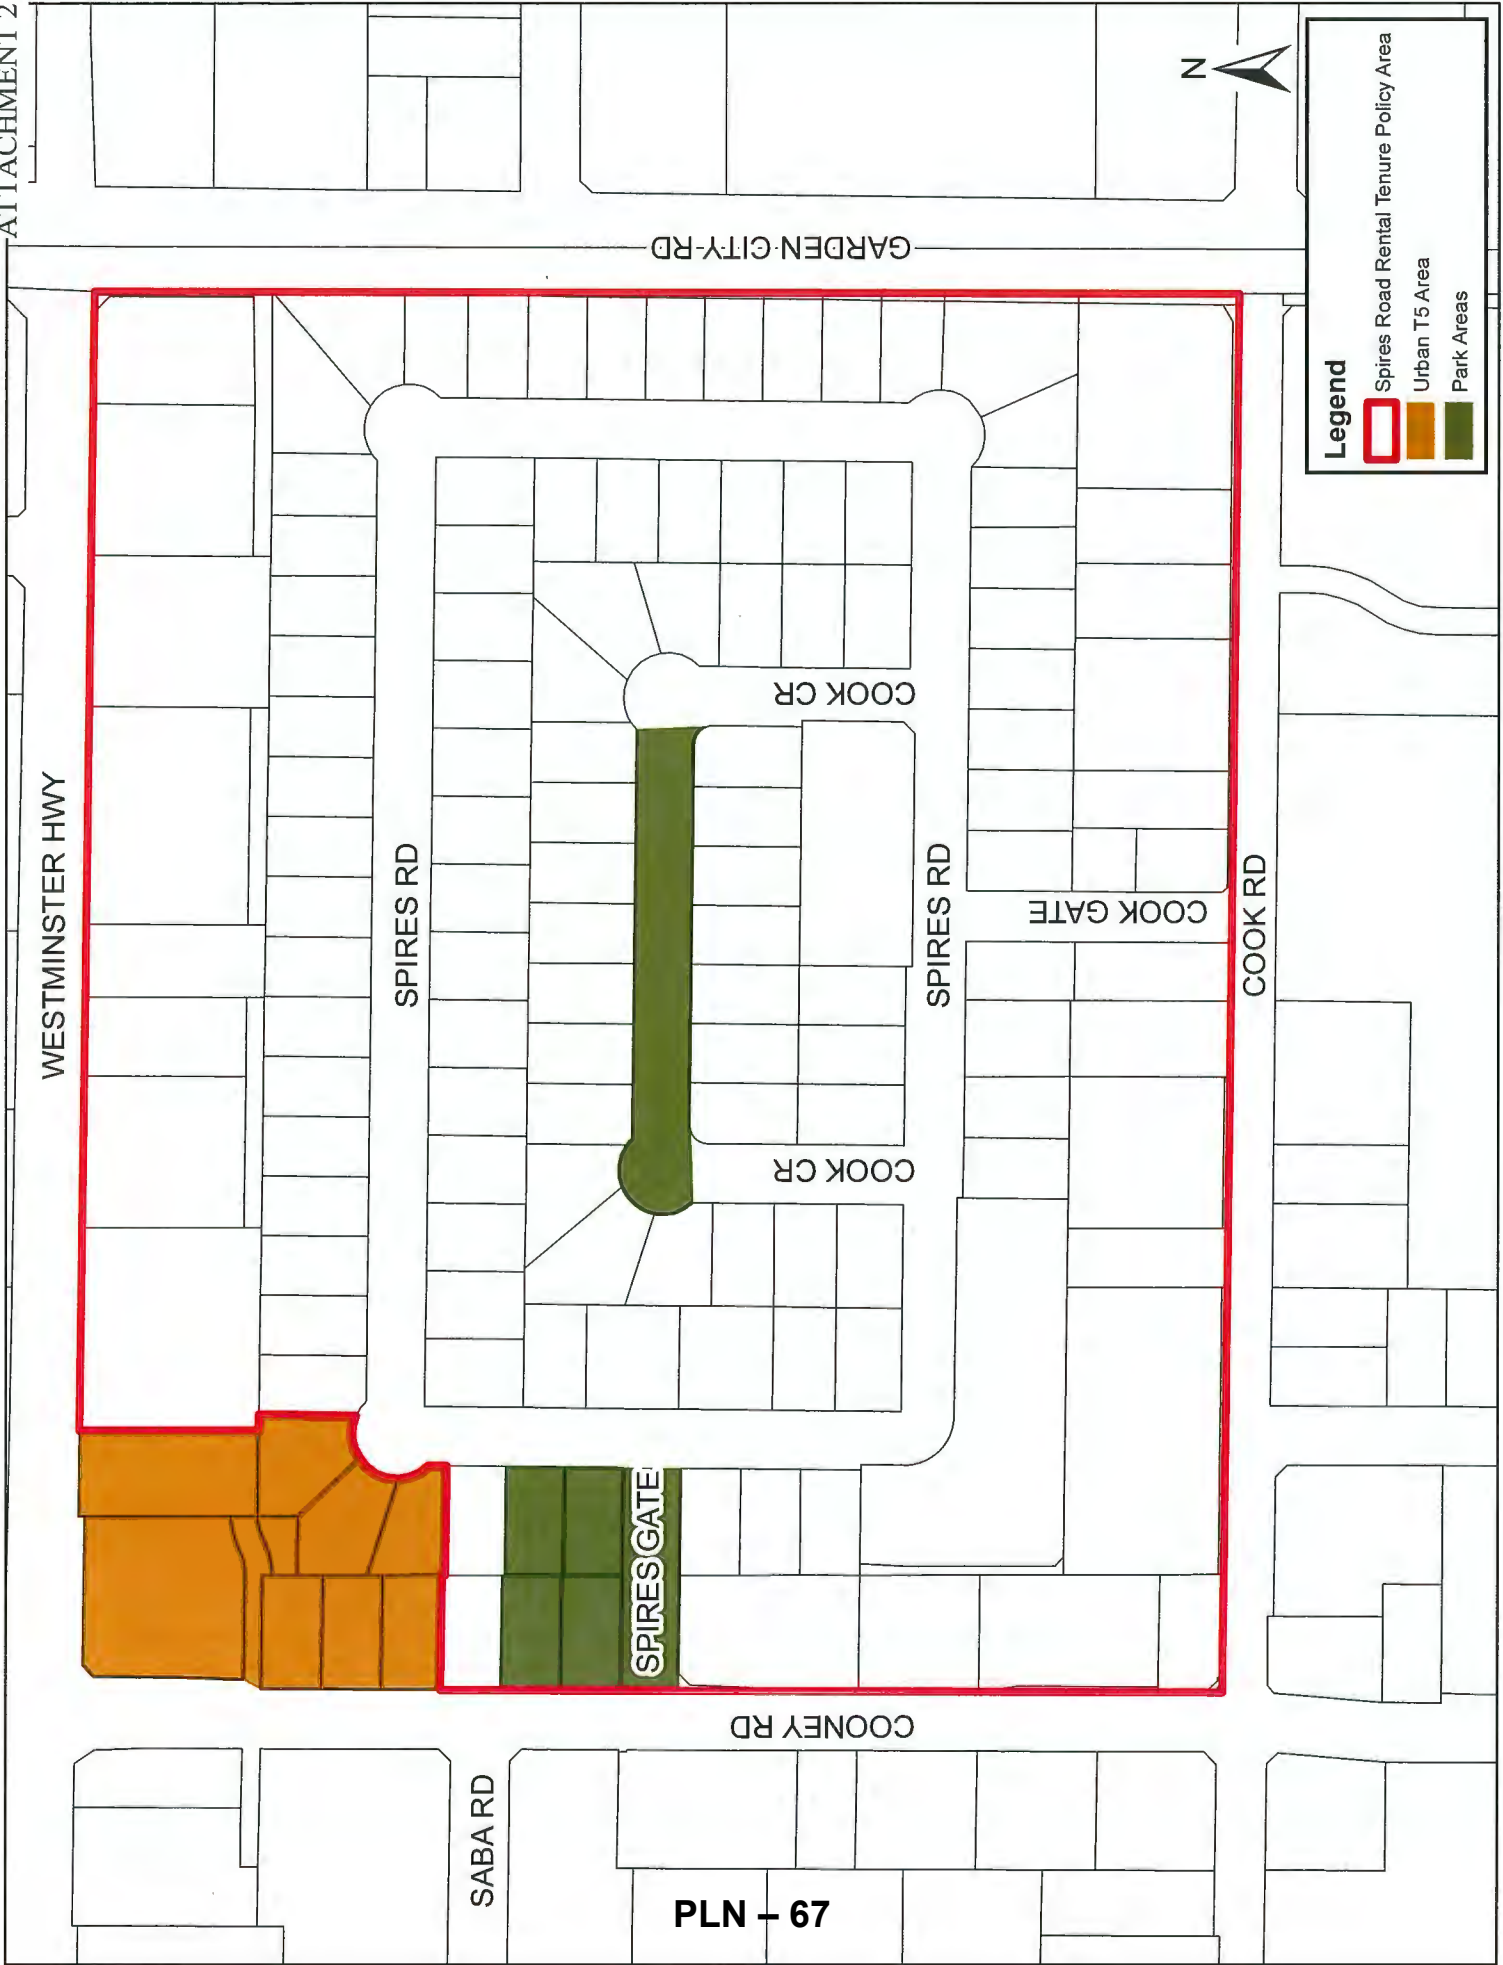 ATTACHMENT 2
WESTMINSTER HWY
GARDEN CITY RD
N
SPIRES RD
COOK CR
SPIRES RD
COOK GATE
COOK RD
COOK CR
SPIRES GATE
COONEY RD
SABA RD
Legend
Spires Road Rental Tenure Policy Area
Urban T5 Area
Park Areas
PLN – 67